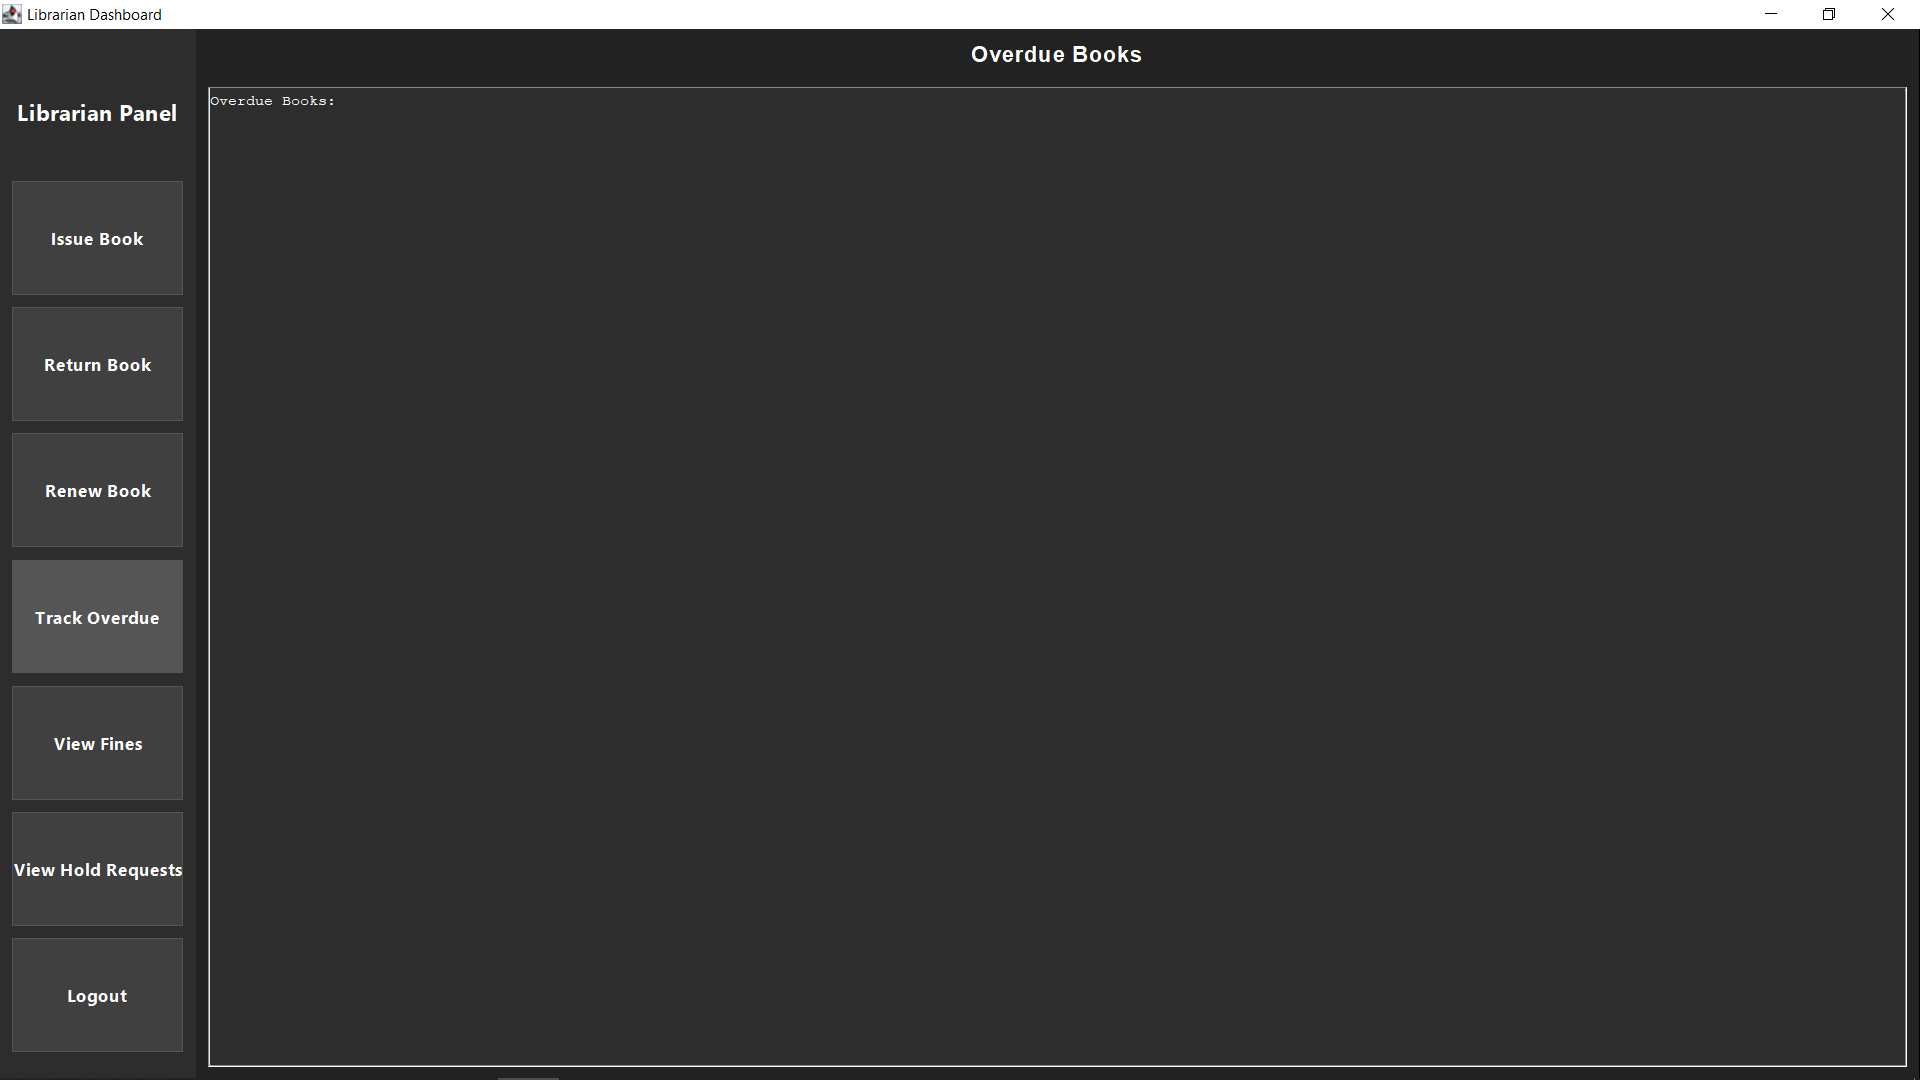 Librarian Dashboard
Librarian Panel
Issue Book
Return Book
Renew Book
Track Overdue
View Fines
View Hold Requests
Logout
Overdue Books
Overdue Books: